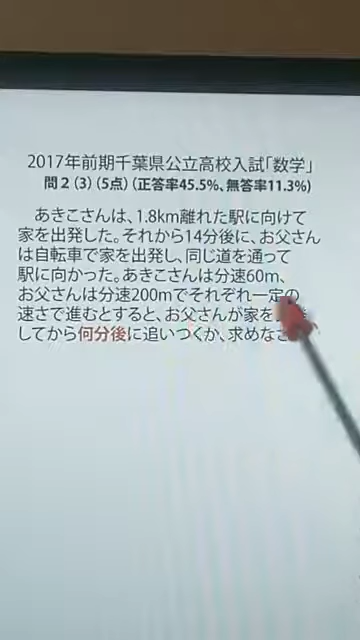 2017年前期千葉県公立高校入試「数学」
問2(3)(5点)(正答率45.5%、無答率11.3%)
あきこさんは、1.8km離れた駅に向けて
家を出発した。それから14分後に、お父さん
は自転車で家を出発し、同じ道を通って
駅に向かった。あきこさんは分速60m、
お父さんは分速200mでそれぞれ一定の
速さで進むとすると、お父さんが家を
してから何分後に追いつくか、求めなさ